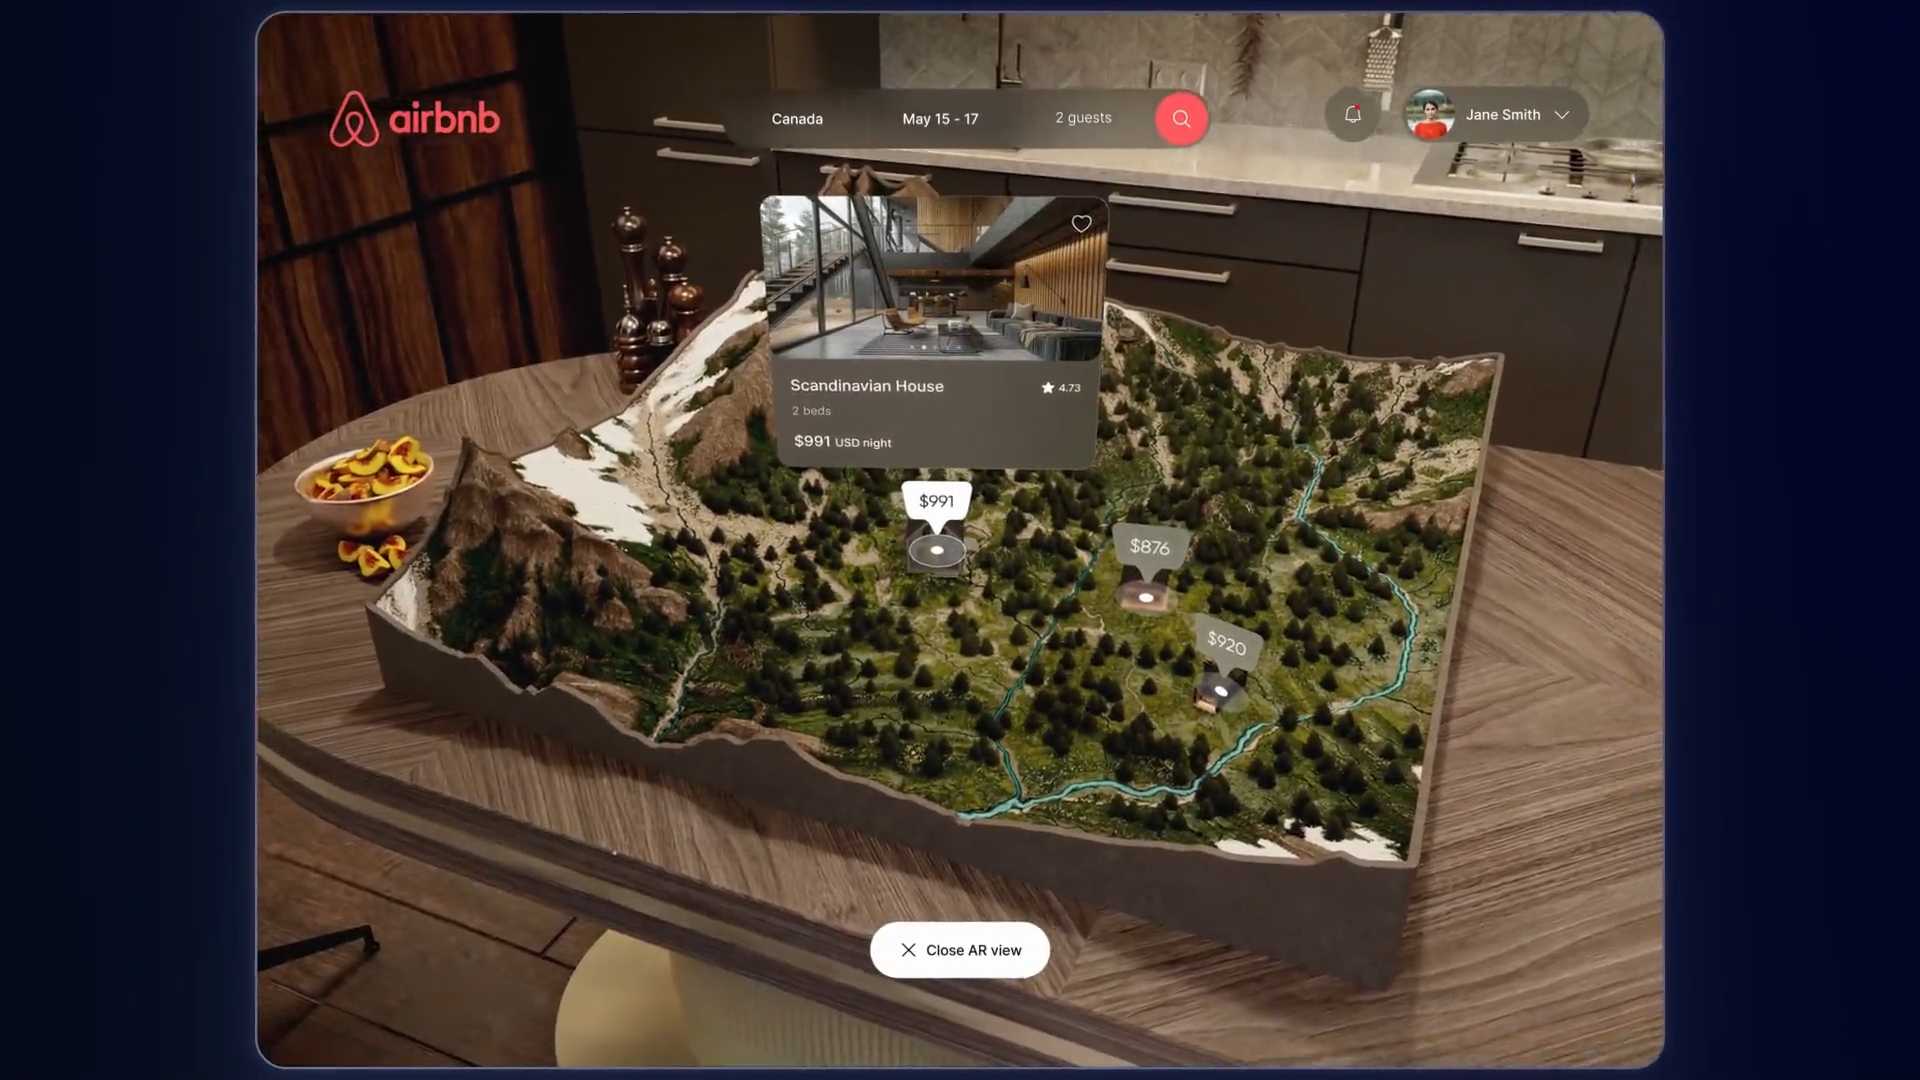 airbnb
Canada
May 15 - 17
2 guests
Jane Smith
Scandinavian House
4.73
2 beds
$991 USD night
$991
$876
$920
Close AR view